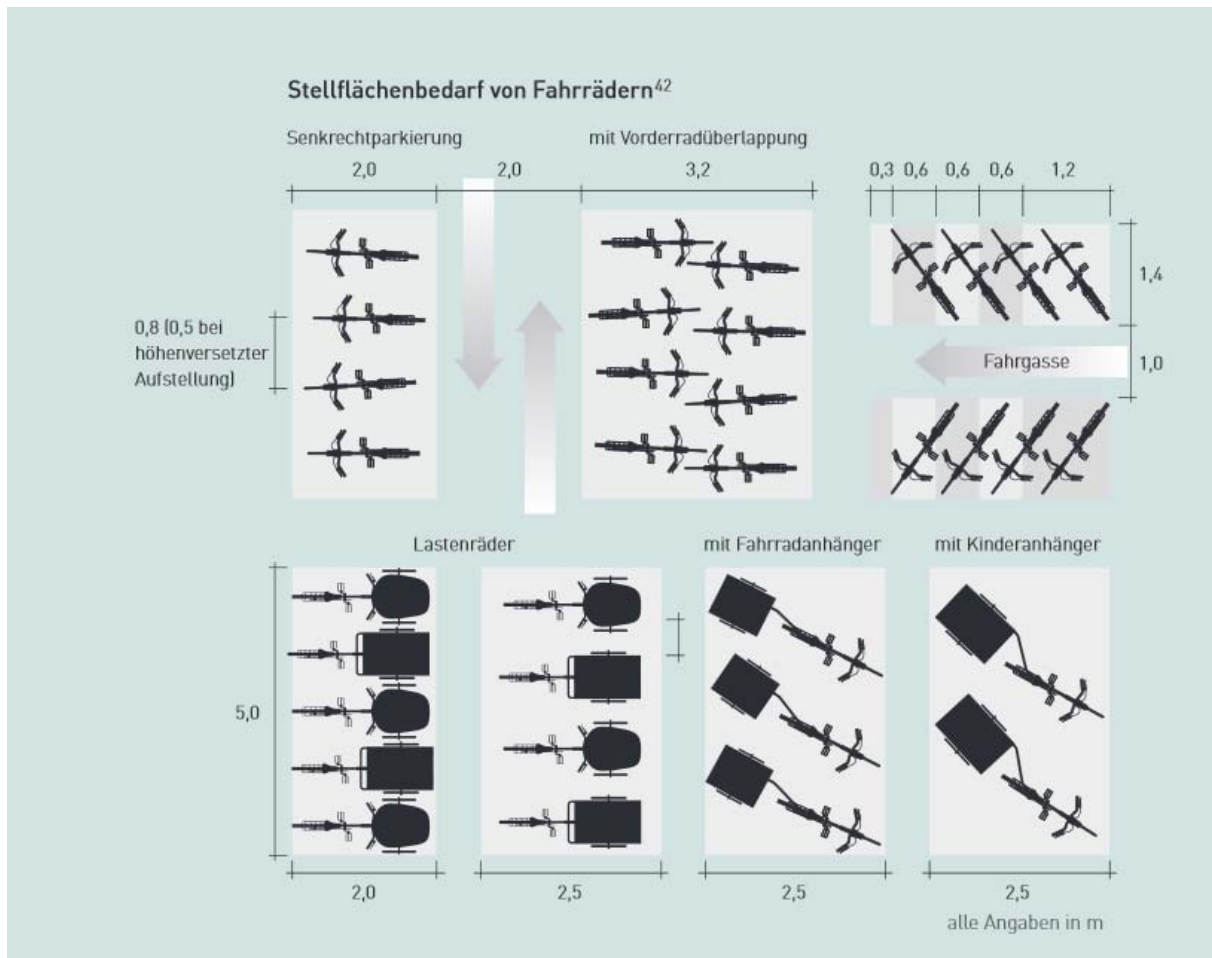 Stellflächenbedarf von Fahrrädern⁴²
Senkrechtparkierung
mit Vorderradüberlappung
2,0
2,0
3,2
0,3 0,6 0,6 0,6 1,2
0,8 (0,5 bei
höhenversetzter
Aufstellung)
1,4
Fahrgasse
1,0
Lastenräder
mit Fahrradanhänger
mit Kinderanhänger
5,0
2,0
2,5
2,5
2,5
alle Angaben in m